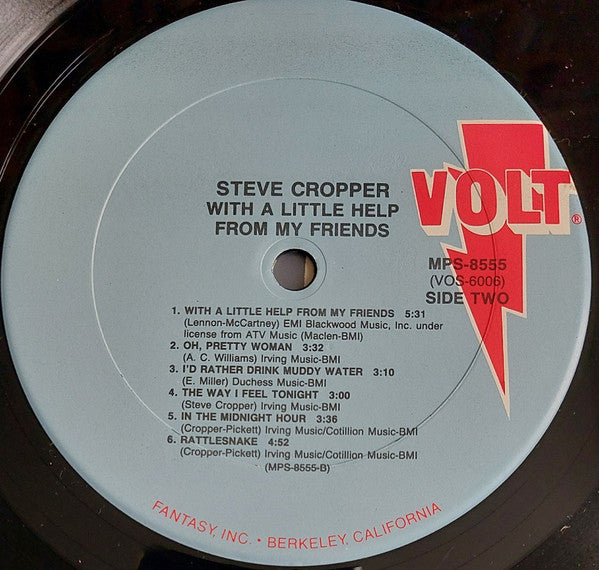 STEVE CROPPER
WITH A LITTLE HELP
FROM MY FRIENDS
VOLT®
MPS-8555
(VOS-6006)
SIDE TWO
1. WITH A LITTLE HELP FROM MY FRIENDS 5:31
(Lennon-McCartney) EMI Blackwood Music, Inc. under
license from ATV Music (Maclen-BMI)
2. OH, PRETTY WOMAN 3:32
(A. C. Williams) Irving Music-BMI
3. I'D RATHER DRINK MUDDY WATER 3:10
(E. Miller) Duchess Music-BMI
4. THE WAY I FEEL TONIGHT 3:00
(Steve Cropper) Irving Music-BMI
5. IN THE MIDNIGHT HOUR 3:36
(Cropper-Pickett) Irving Music/Cotillion Music-BMI
6. RATTLESNAKE 4:52
(Cropper-Pickett) Irving Music/Cotillion Music-BMI
(MPS-8555-B)
FANTASY, INC. • BERKELEY, CALIFORNIA